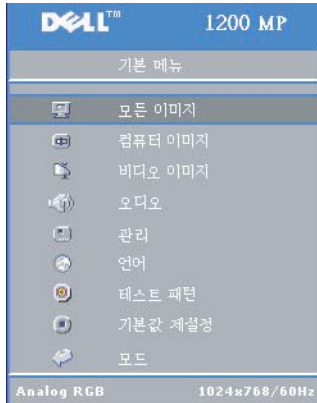 DELL™ 1200 MP
기본 메뉴
모든 이미지
컴퓨터 이미지
비디오 이미지
오디오
관리
언어
테스트 패턴
기본값 재설정
모드
Analog RGB 1024x768/60Hz